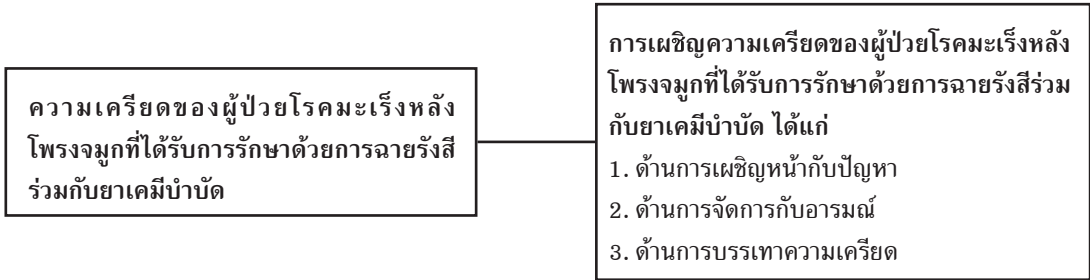 ความเครียดของผู้ป่วยโรคมะเร็งหลัง
โพรงจมูกที่ได้รับการรักษาด้วยการฉายรังสี
ร่วมกับยาเคมีบำบัด
การเผชิญความเครียดของผู้ป่วยโรคมะเร็งหลัง
โพรงจมูกที่ได้รับการรักษาด้วยการฉายรังสีร่วม
กับยาเคมีบำบัด ได้แก่
1. ด้านการเผชิญหน้ากับปัญหา
2. ด้านการจัดการกับอารมณ์
3. ด้านการบรรเทาความเครียด